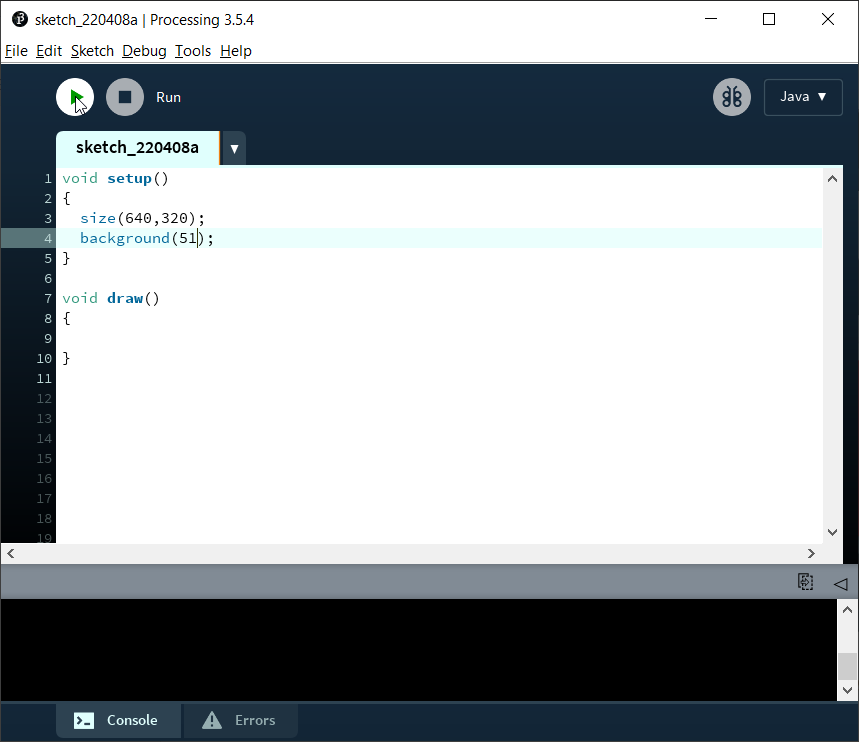 sketch_220408a | Processing 3.5.4
File Edit Sketch Debug Tools Help
Run
Java ▼
sketch_220408a ▼
1 void setup()
2 {
3   size(640,320);
4   background(51);
5 }
6
7 void draw()
8 {
9
10 }
11
12
13
14
15
16
17
18
19
Console Errors